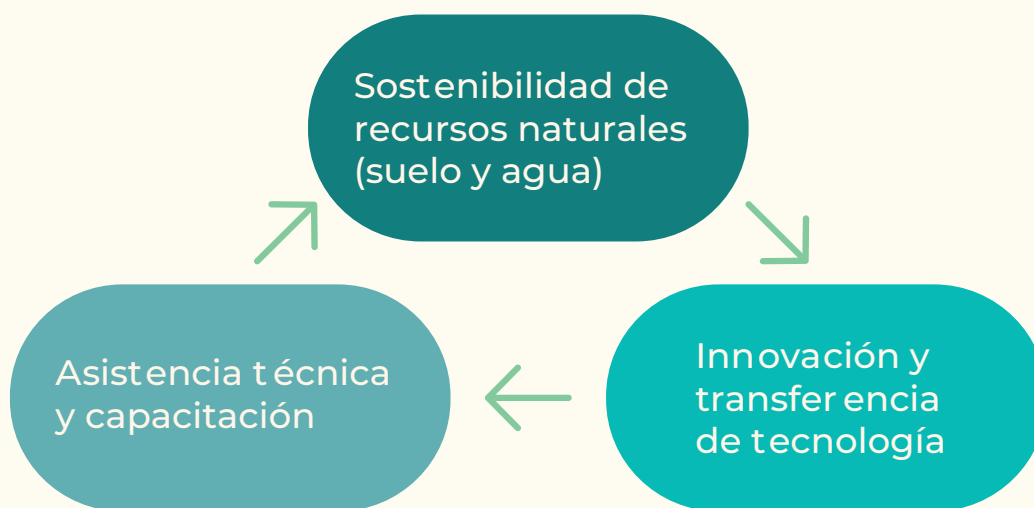 Sostenibilidad de
recursos naturales
(suelo y agua)
Innovación y
transferencia
de tecnología
Asistencia técnica
y capacitación